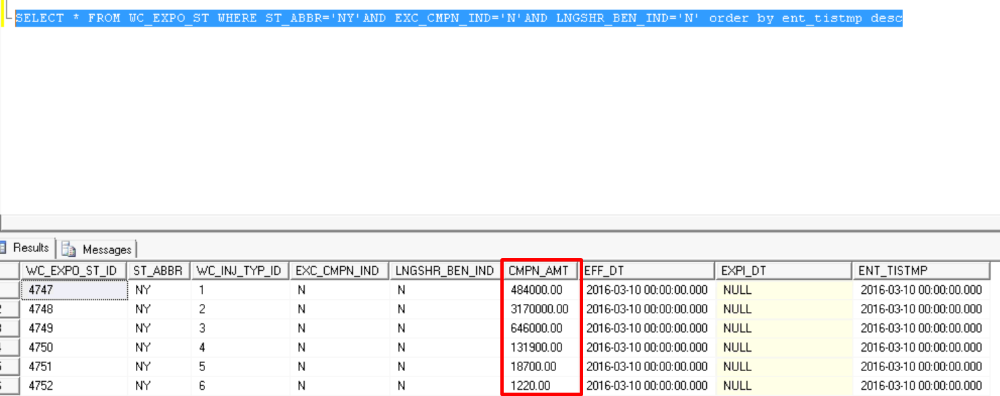 SELECT * FROM WC_EXPO_ST WHERE ST_ABBR='NY'AND EXC_CMPN_IND='N'AND LNGSHR_BEN_IND='N' order by ent_tistmp desc
Results Messages
WC_EXPO_ST_ID ST_ABBR WC_INJ_TYP_ID EXC_CMPN_IND LNGSHR_BEN_IND CMPN_AMT EFF_DT EXPI_DT ENT_TISTMP
4747 NY 1 N N 484000.00 2016-03-10 00:00:00.000 NULL 2016-03-10 00:00:00.000
4748 NY 2 N N 3170000.00 2016-03-10 00:00:00.000 NULL 2016-03-10 00:00:00.000
4749 NY 3 N N 646000.00 2016-03-10 00:00:00.000 NULL 2016-03-10 00:00:00.000
4750 NY 4 N N 131900.00 2016-03-10 00:00:00.000 NULL 2016-03-10 00:00:00.000
4751 NY 5 N N 18700.00 2016-03-10 00:00:00.000 NULL 2016-03-10 00:00:00.000
4752 NY 6 N N 1220.00 2016-03-10 00:00:00.000 NULL 2016-03-10 00:00:00.000